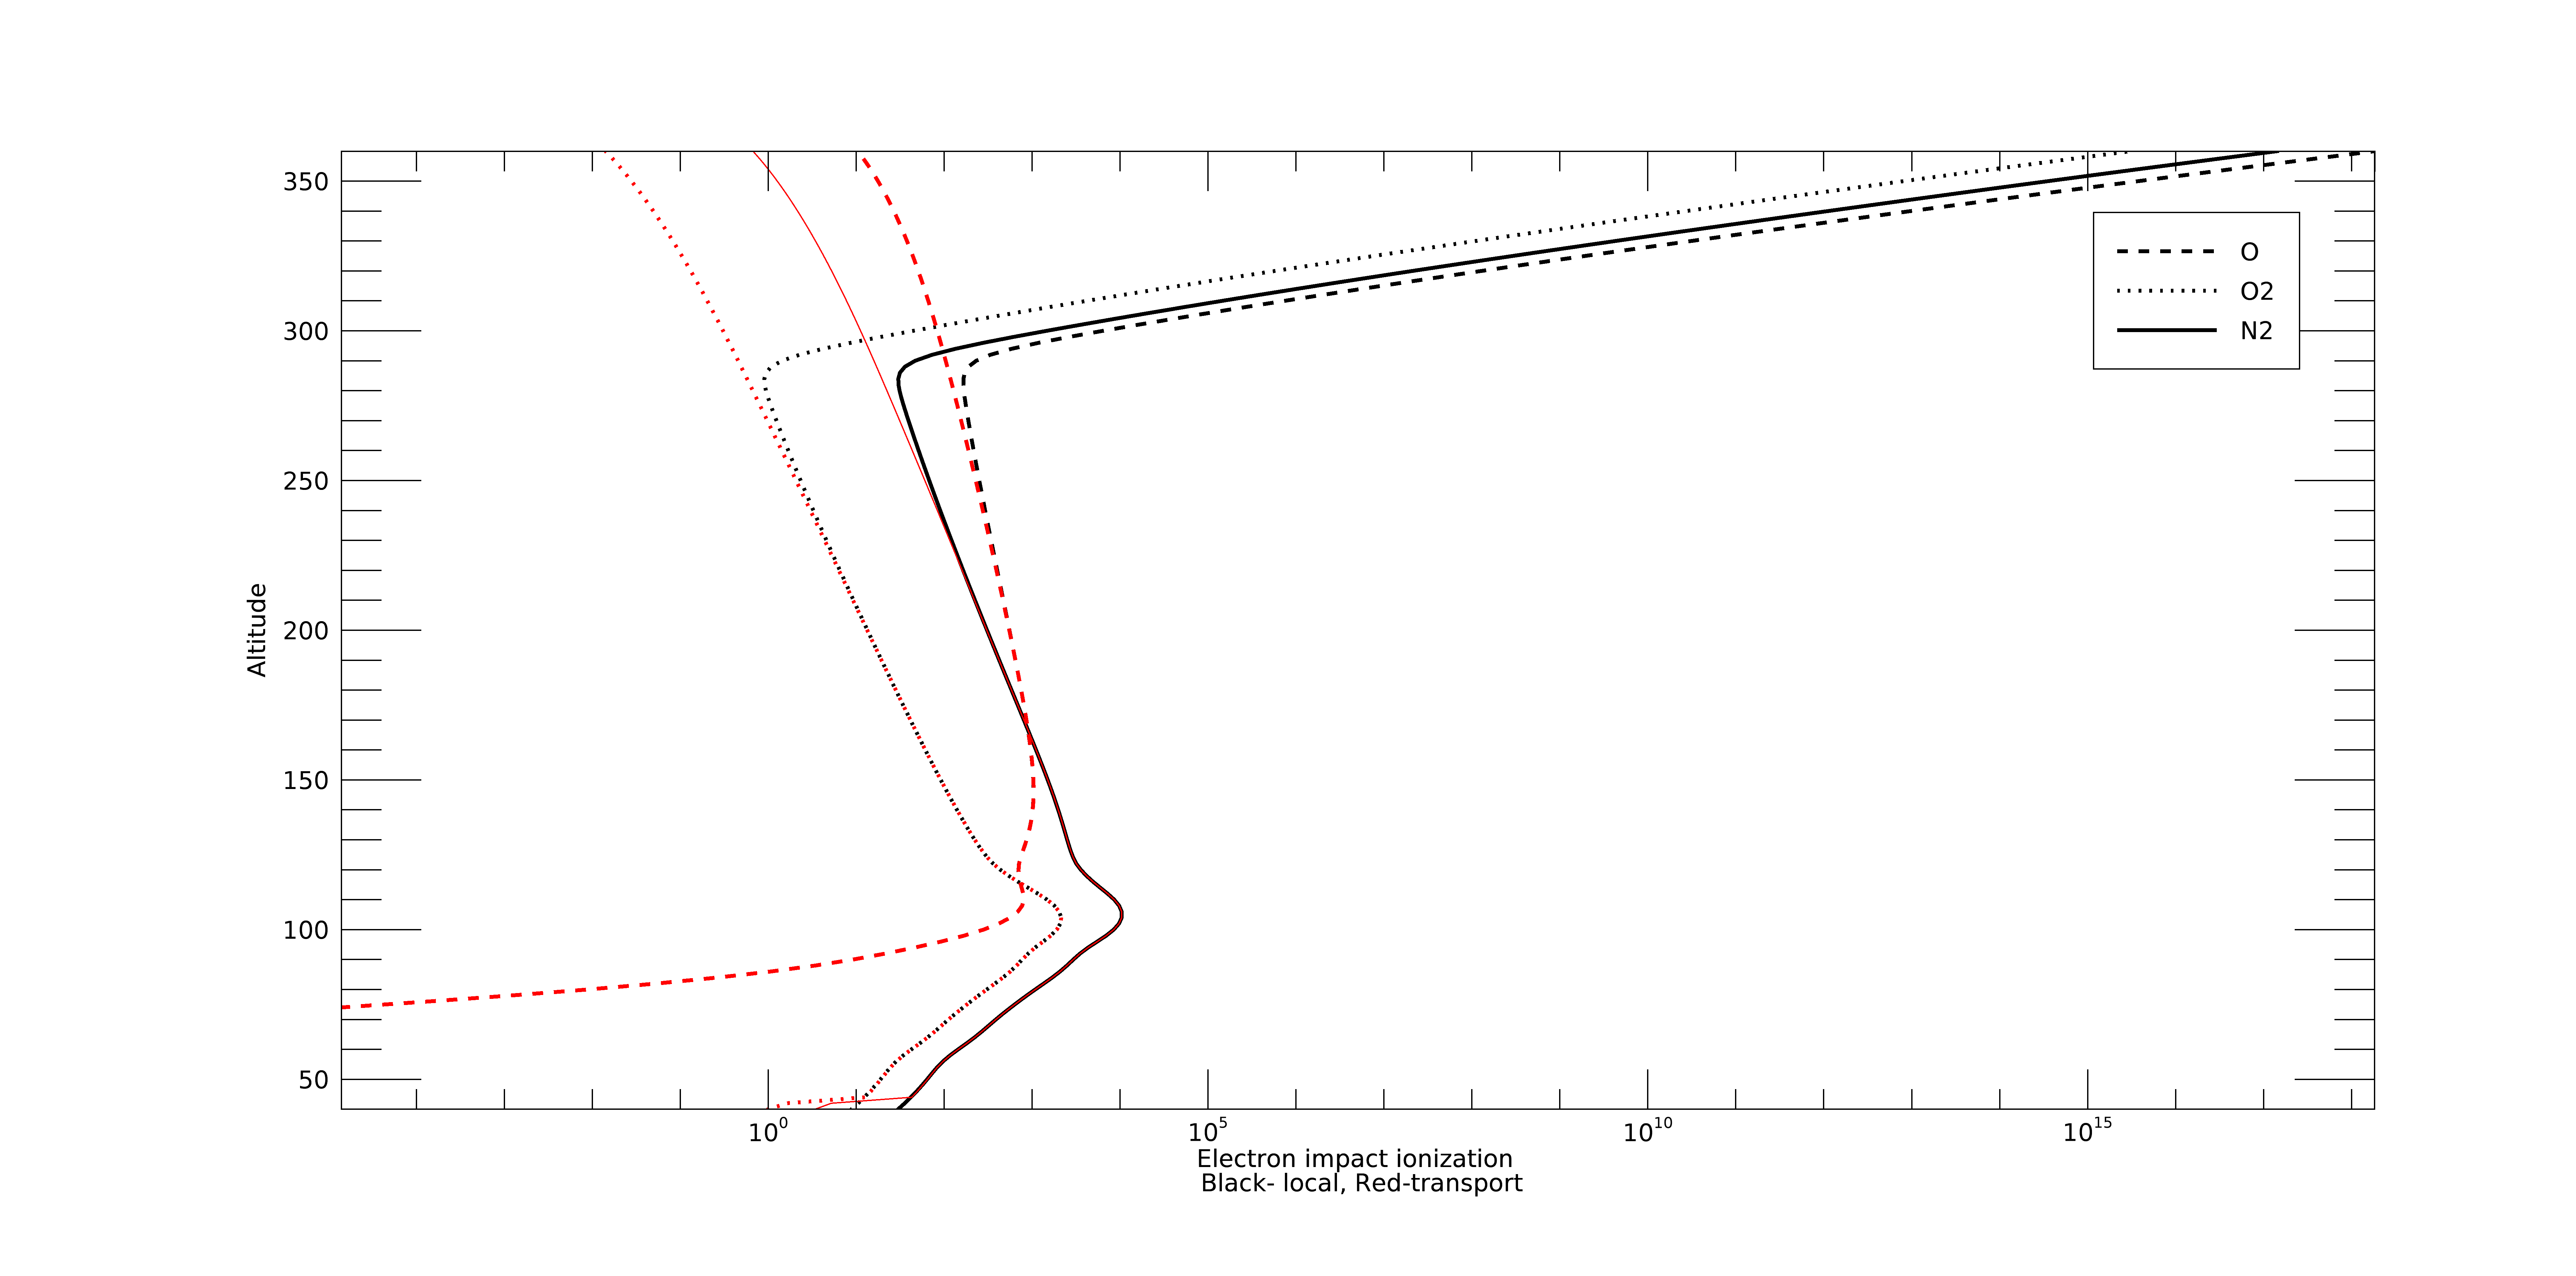 350
300
250
200
150
100
50
Altitude
O
O2
N2
10⁰ 10⁵ 10¹⁰ 10¹⁵
Electron impact ionization
Black- local, Red-transport